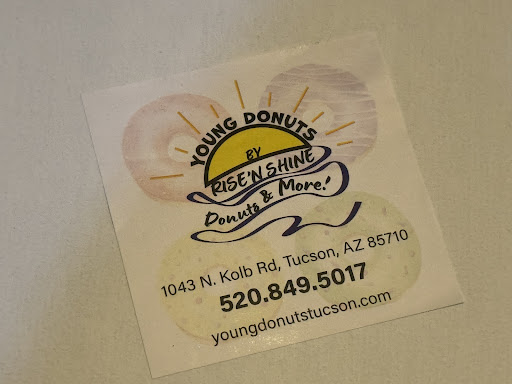 YOUNG DONUTS
BY
RISE'N SHINE
Donuts & More!
1043 N. Kolb Rd, Tucson, AZ 85710
520.849.5017
youngdonutstucson.com